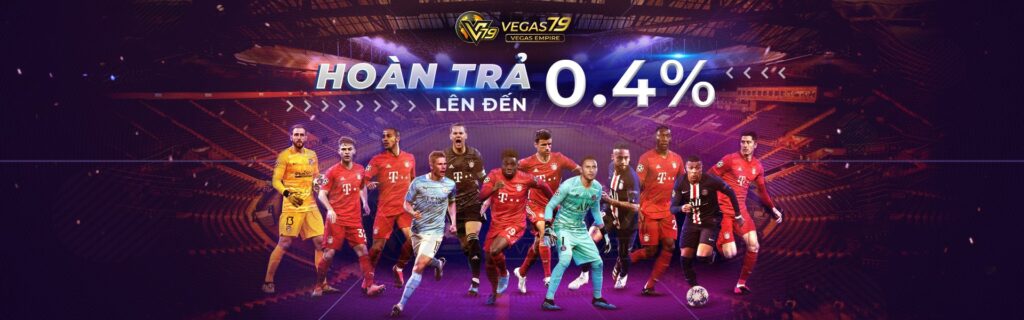 VEGAS79
VEGAS EMPIRE
HOÀN TRẢ
LÊN ĐẾN
0.4%